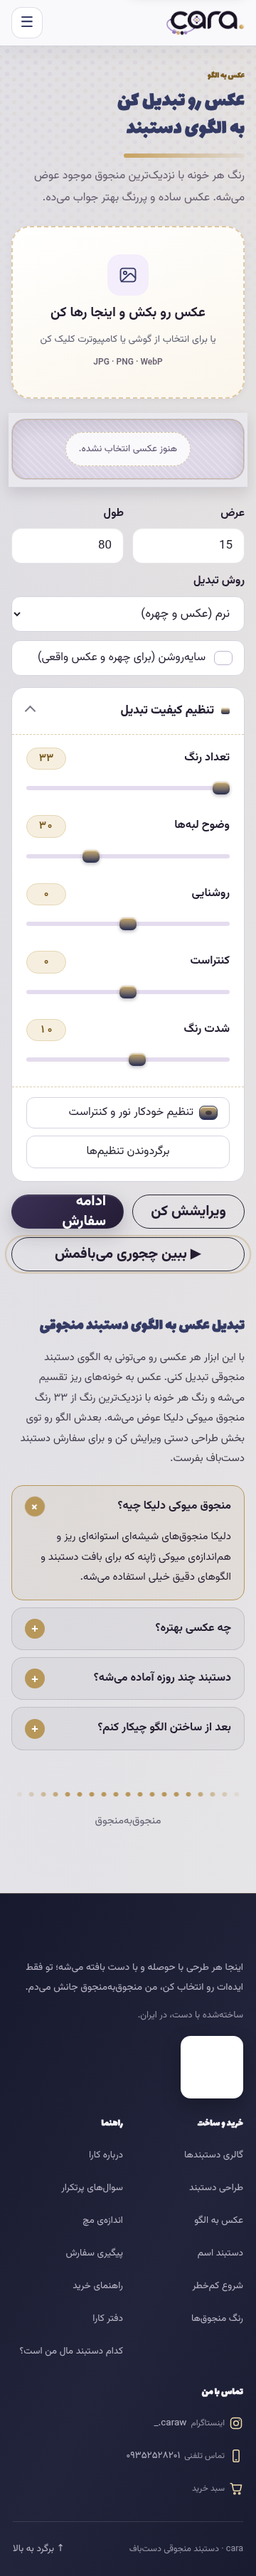 cara
☰
عکس به الگو
عکس رو تبدیل کن
به الگوی دستبند
رنگ هر خونه با نزدیک‌ترین منجوق موجود عوض
می‌شه. عکس ساده و پررنگ بهتر جواب می‌ده.
عکس رو بکش و اینجا رها کن
یا برای انتخاب از گوشی یا کامپیوترت کلیک کن
JPG · PNG · WebP
هنوز عکسی انتخاب نشده.
عرض
طول
15
80
روش تبدیل
نرم (عکس و چهره)
سایه‌روشن (برای چهره و عکس واقعی)
تنظیم کیفیت تبدیل
تعداد رنگ
۳۳
وضوح لبه‌ها
۳۰
روشنایی
۰
کنتراست
۰
شدت رنگ
۱۰
تنظیم خودکار نور و کنتراست
برگردوندن تنظیم‌ها
ویرایشش کن
ادامه سفارش
▶ ببین چجوری می‌بافمش
تبدیل عکس به الگوی دستبند منجوقی
با این ابزار هر عکسی رو می‌تونی به الگوی دستبند
منجوقی تبدیل کنی. عکس به خونه‌های ریز تقسیم
می‌شه و رنگ هر خونه با نزدیک‌ترین رنگ از ۳۳ رنگ
منجوق میوکی دلیکا عوض می‌شه. بعدش الگو رو توی
بخش طراحی دستی ویرایش کن و برای سفارش دستبند
دست‌باف بفرست.
منجوق میوکی دلیکا چیه؟
×
دلیکا منجوق‌های شیشه‌ای استوانه‌ای ریز و
هم‌اندازه‌ی میوکی ژاپنه که برای بافت دستبند و
الگوهای دقیق خیلی استفاده می‌شه.
چه عکسی بهتره؟
+
دستبند چند روزه آماده می‌شه؟
+
بعد از ساختن الگو چیکار کنم؟
+
منجوق‌به‌منجوق
اینجا هر طرحی با حوصله و با دست بافته می‌شه؛ تو فقط
ایده‌ات رو انتخاب کن، من منجوق‌به‌منجوق جانش می‌دم.
ساخته‌شده با دست، در ایران.
خرید و ساخت
گالری دستبندها
طراحی دستبند
عکس به الگو
دستبند اسم
شروع کم‌خطر
رنگ منجوق‌ها
راهنما
درباره کارا
سوال‌های پرتکرار
اندازه‌ی مچ
پیگیری سفارش
راهنمای خرید
دفتر کارا
کدام دستبند مال من است؟
تماس با من
اینستاگرام caraw._
تماس تلفنی ۰۹۳۵۲۵۲۸۲۰۱
سبد خرید
cara · دستبند منجوقی دست‌باف
↑ برگرد به بالا